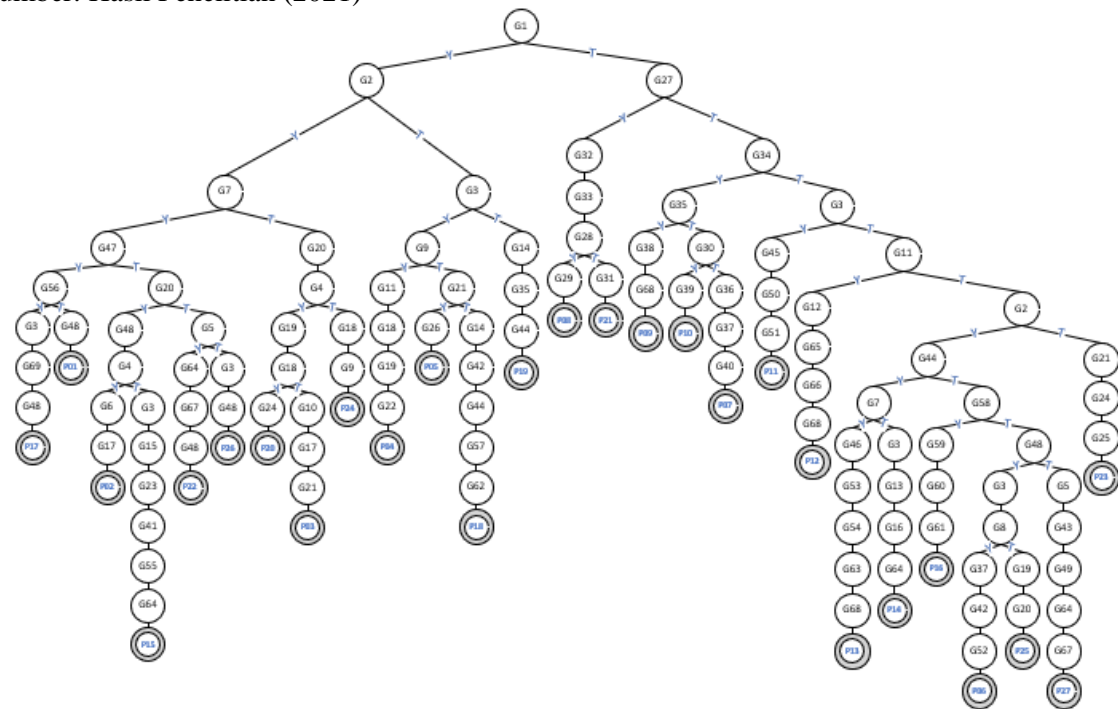 G1
Y T
G2 G27
Y T Y T
G32 G34
G7 G3 G33 G35 G3
Y T Y T Y T Y T
G47 G20 G9 G14 G28 G38 G30 G45 G11
Y T Y T Y T Y T Y T Y T
G56 G20 G4 G11 G21 G35 G29 G31 G68 G39 G36 G50 G12 G2
Y T Y T Y T Y T Y T
G3 G48 G48 G5 G19 G18 G18 G26 G14 G44 P08 P21 P09 P10 G37 G51 G65 G44 G21
Y T Y T
G69 P01 G4 G64 G3 G18 G9 G19 P05 G42 P19 G40 P11 G66 G7 G58 G24
Y T Y T Y T Y T
G48 G6 G3 G67 G48 G24 G10 P24 G22 G44 P07 G68 G46 G3 G59 G48 G25
Y T
P17 G17 G15 G48 P26 P20 G17 P04 G57 P12 G53 G13 G60 G3 G5 P23
P02 G23 P22 G21 G62 G54 G16 G61 G8 G43
Y T
G41 P03 P18 G63 G64 P16 G37 G19 G49
G55 G68 P14 G42 G20 G64
G64 P13 G52 P25 G67
P15 P06 P27